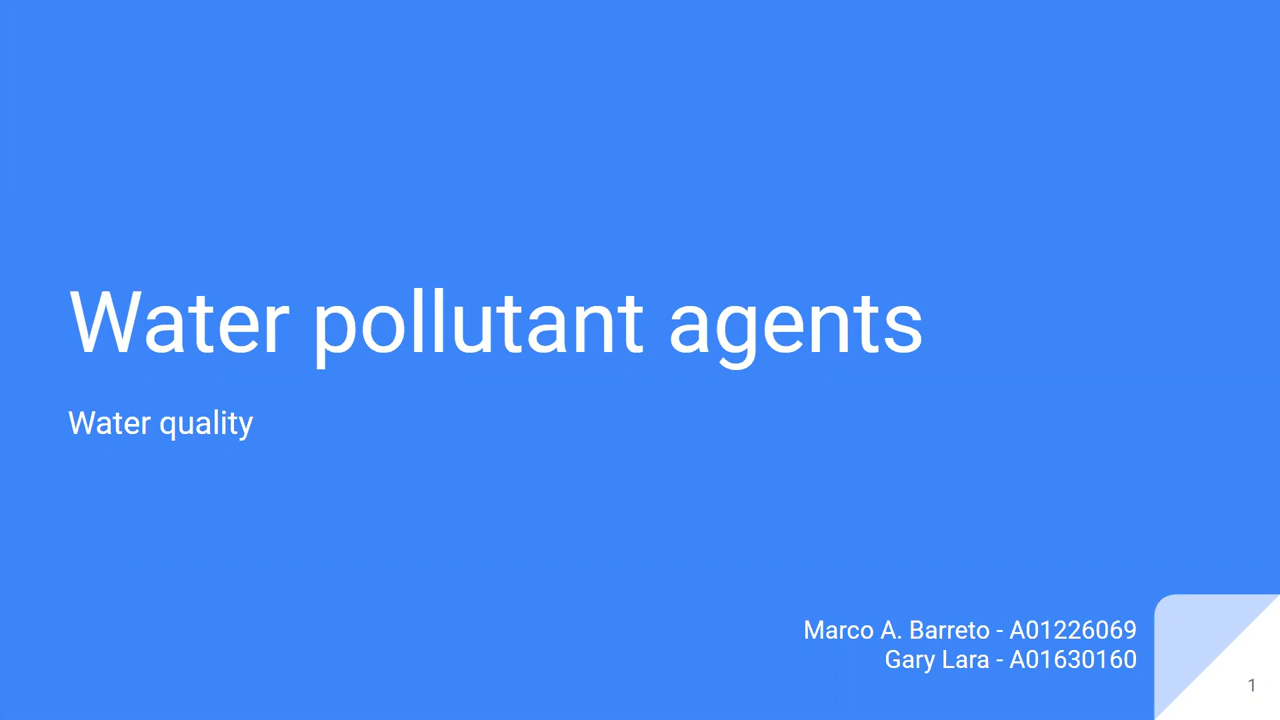 Water pollutant agents
Water quality
Marco A. Barreto - A01226069
Gary Lara - A01630160
1